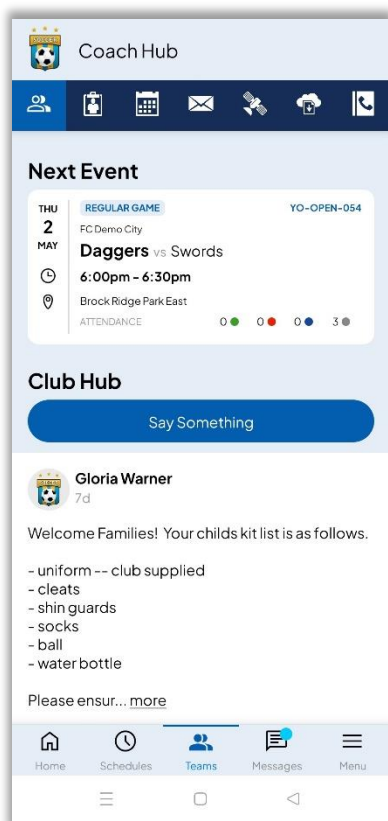 SOCCER
Coach Hub
Next Event
THU
2
MAY
REGULAR GAME
YO-OPEN-054
FC Demo City
Daggers vs Swords
6:00pm - 6:30pm
Brock Ridge Park East
ATTENDANCE 0 0 0 3
Club Hub
Say Something
Gloria Warner
7d
Welcome Families! Your childs kit list is as follows.
- uniform -- club supplied
- cleats
- shin guards
- socks
- ball
- water bottle
Please ensur... more
Home Schedules Teams Messages Menu